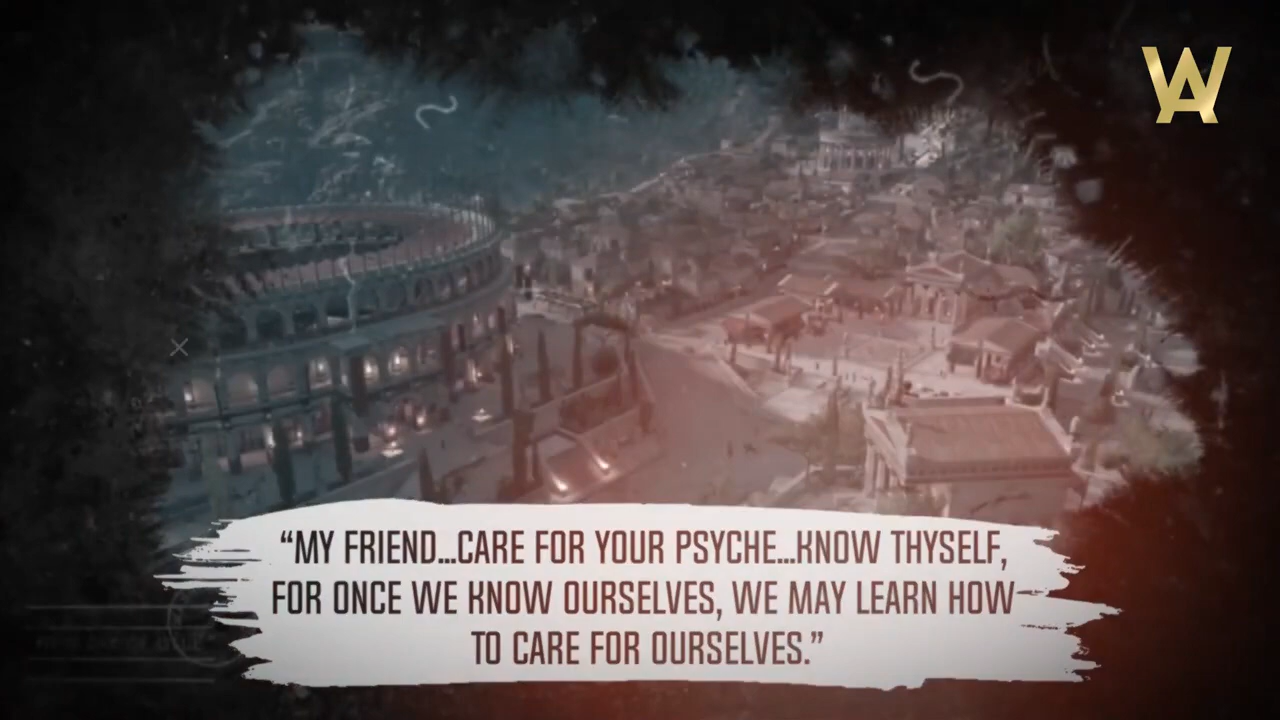 WA
“MY FRIEND...CARE FOR YOUR PSYCHE...KNOW THYSELF,
FOR ONCE WE KNOW OURSELVES, WE MAY LEARN HOW
TO CARE FOR OURSELVES.”